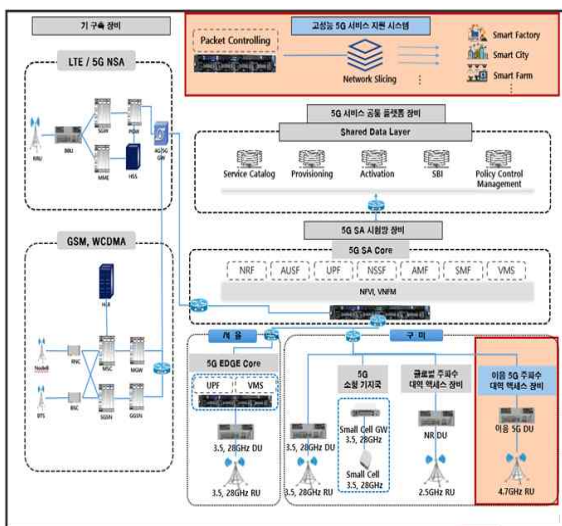 기 구축 장비
고성능 5G 서비스 지원 시스템
Packet Controlling
Network Slicing
Smart Factory
Smart City
Smart Farm
LTE / 5G NSA
RRU
BBU
SGW
PGW
MME
HSS
4G/5G
GW
5G 서비스 공통 플랫폼 장비
Shared Data Layer
Service Catalog
Provisioning
Activation
SBI
Policy Control
Management
5G SA 시험망 장비
5G SA Core
NRF
AUSF
UPF
NSSF
AMF
SMF
VMS
NFVI, VNFM
GSM, WCDMA
HLR
NodeB
RNC
MSC
MGW
BTS
BSC
SGSN
GGSN
서 울
5G EDGE Core
UPF
VMS
3.5, 28GHz DU
3.5, 28GHz RU
구 미
3.5, 28GHz DU
3.5, 28GHz RU
5G
소형 기지국
Small Cell GW
3.5, 28GHz
Small Cell
3.5, 28GHz
글로벌 주파수
대역 액세스 장비
NR DU
2.5GHz RU
이음 5G 주파수
대역 액세스 장비
이음 5G DU
4.7GHz RU